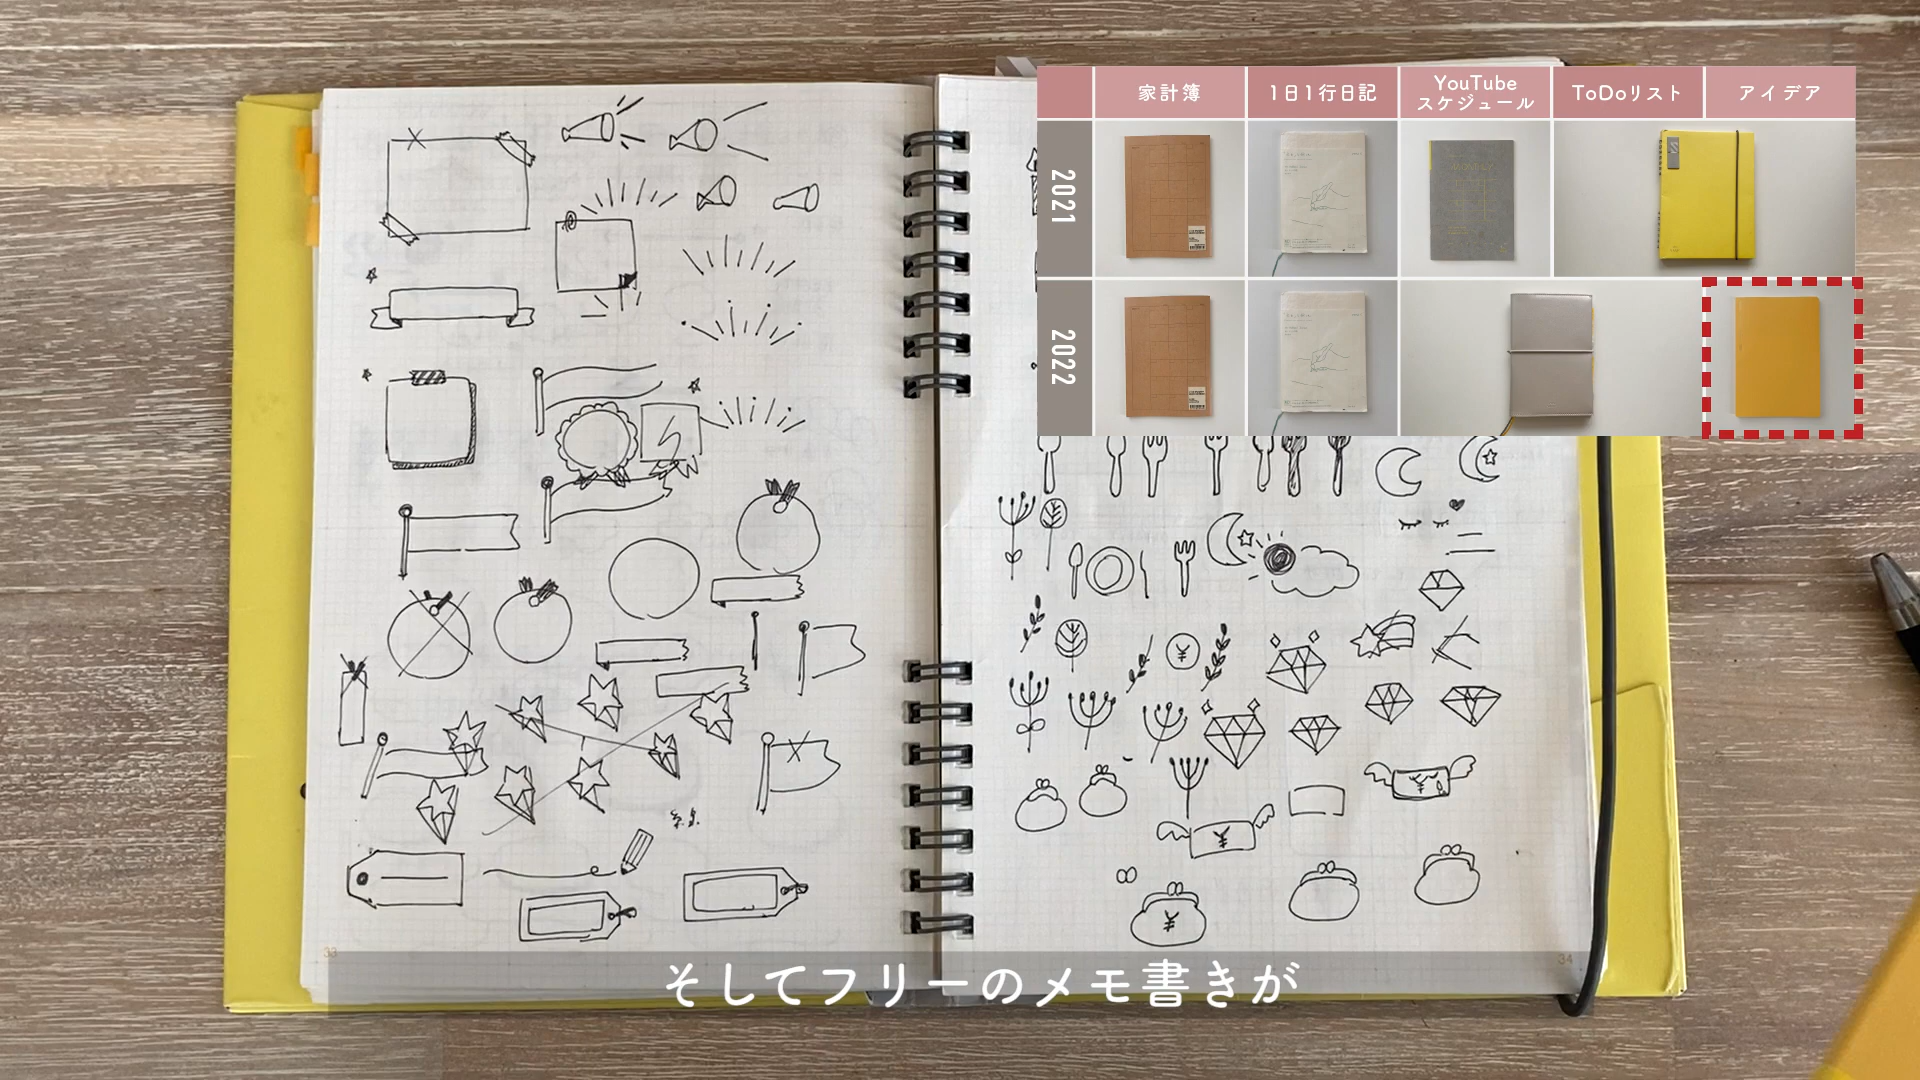 家計簿
1日1行日記
YouTube
スケジュール
ToDoリスト
アイデア
2021
2022
¥
¥
¥
¥
33
34
そしてフリーのメモ書きが